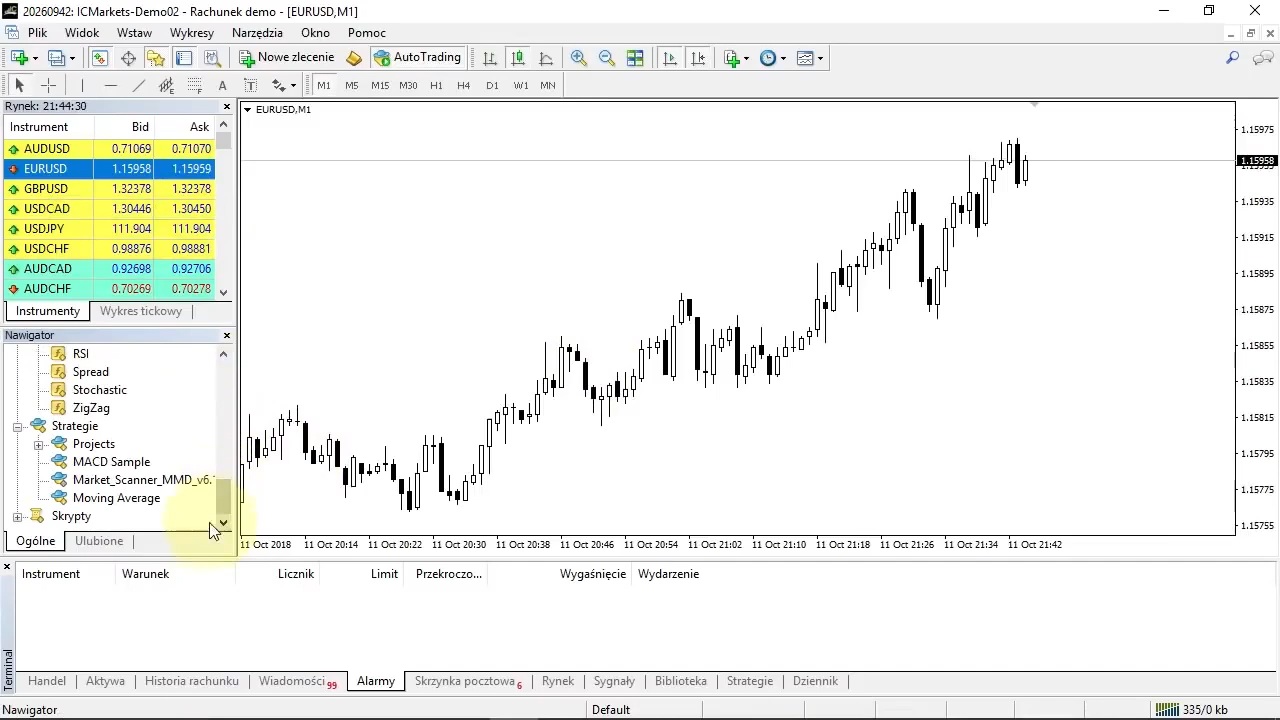 20260942: ICMarkets-Demo02 - Rachunek demo - [EURUSD,M1]
Plik Widok Wstaw Wykresy Narzędzia Okno Pomoc
Nowe zlecenie AutoTrading
A T M1 M5 M15 M30 H1 H4 D1 W1 MN
Rynek: 21:44:30
Instrument Bid Ask
AUDUSD 0.71069 0.71070
EURUSD 1.15958 1.15959
GBPUSD 1.32378 1.32378
USDCAD 1.30446 1.30450
USDJPY 111.904 111.904
USDCHF 0.98876 0.98881
AUDCAD 0.92698 0.92706
AUDCHF 0.70269 0.70278
Instrumenty Wykres tickowy
Nawigator
RSI
Spread
Stochastic
ZigZag
Strategie
Projects
MACD Sample
Market_Scanner_MMD_v6.
Moving Average
Skrypty
Ogólne Ulubione
EURUSD,M1
1.15975
1.15958
1.15935
1.15915
1.15895
1.15875
1.15855
1.15835
1.15815
1.15795
1.15775
1.15755
11 Oct 2018 11 Oct 20:14 11 Oct 20:22 11 Oct 20:30 11 Oct 20:38 11 Oct 20:46 11 Oct 20:54 11 Oct 21:02 11 Oct 21:10 11 Oct 21:18 11 Oct 21:26 11 Oct 21:34 11 Oct 21:42
Instrument Warunek Licznik Limit Przekroczo... Wygaśnięcie Wydarzenie
Terminal
Handel Aktywa Historia rachunku Wiadomości 99 Alarmy Skrzynka pocztowa 6 Rynek Sygnały Biblioteka Strategie Dziennik
Nawigator Default 335/0 kb